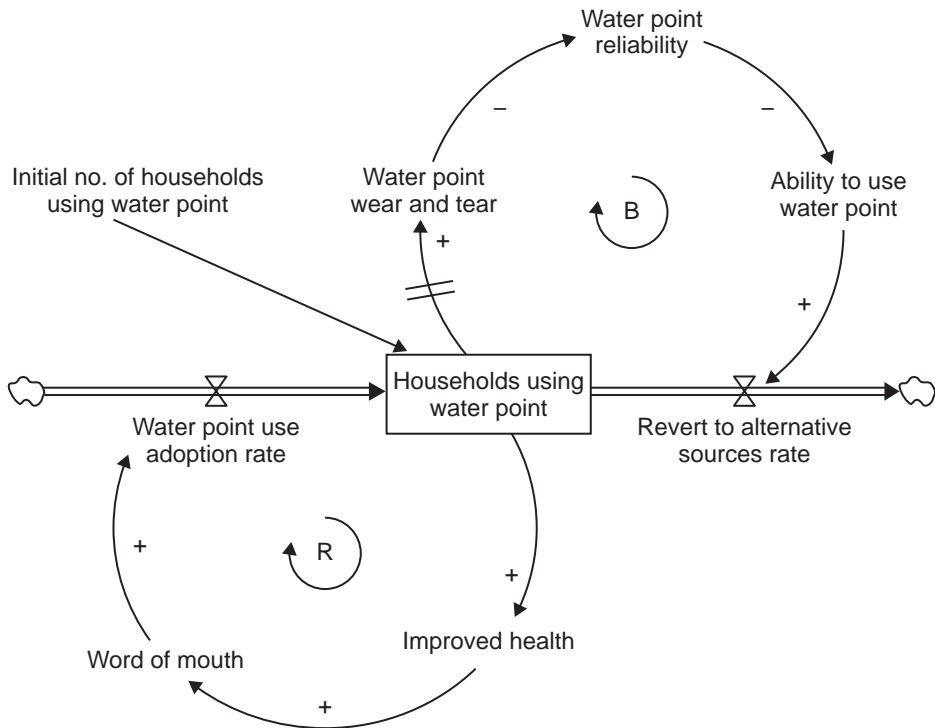 Water point
reliability
–
–
Initial no. of households
using water point
Water point
wear and tear
B
Ability to use
water point
+
+
Households using
water point
Water point use
adoption rate
Revert to alternative
sources rate
+
R
+
Word of mouth
Improved health
+